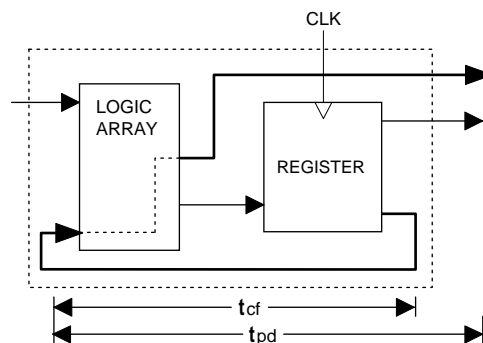 CLK
LOGIC
ARRAY
REGISTER
tcf
tpd